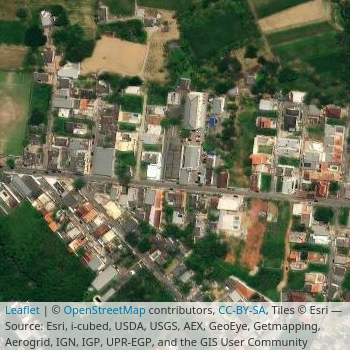 Leaflet | © OpenStreetMap contributors, CC-BY-SA, Tiles © Esri —
Source: Esri, i-cubed, USDA, USGS, AEX, GeoEye, Getmapping,
Aerogrid, IGN, IGP, UPR-EGP, and the GIS User Community